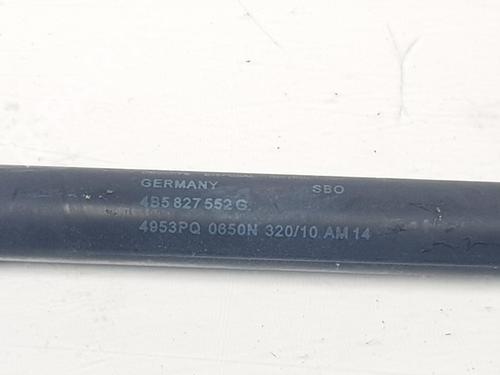 GERMANY SBO
4B5 827 552 G
4953PQ 0650N 320/10 AM 14